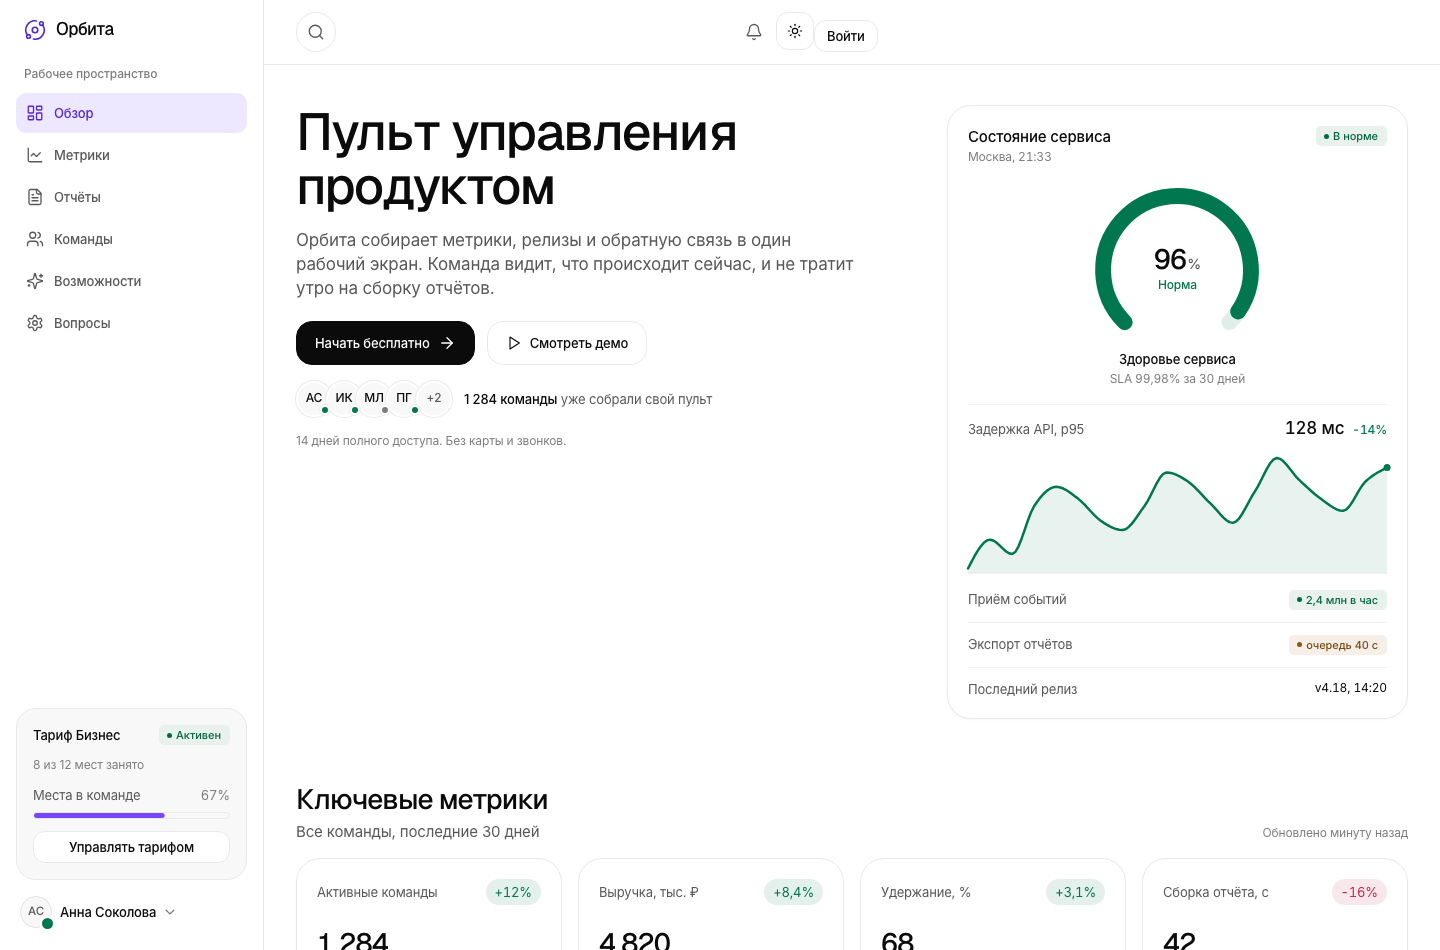 Орбита
Рабочее пространство
Обзор
Метрики
Отчёты
Команды
Возможности
Вопросы
Тариф Бизнес
Активен
8 из 12 мест занято
Места в команде 67%
Управлять тарифом
АС Анна Соколова
Войти
Пульт управления
продуктом
Орбита собирает метрики, релизы и обратную связь в один
рабочий экран. Команда видит, что происходит сейчас, и не тратит
утро на сборку отчётов.
Начать бесплатно
Смотреть демо
АС ИК МЛ ПГ +2 1 284 команды уже собрали свой пульт
14 дней полного доступа. Без карты и звонков.
Состояние сервиса
В норме
Москва, 21:33
96%
Норма
Здоровье сервиса
SLA 99,98% за 30 дней
Задержка API, p95 128 мс -14%
Приём событий 2,4 млн в час
Экспорт отчётов очередь 40 с
Последний релиз v4.18, 14:20
Ключевые метрики
Все команды, последние 30 дней
Обновлено минуту назад
Активные команды +12%
1 284
Выручка, тыс. ₽ +8,4%
4 820
Удержание, % +3,1%
68
Сборка отчёта, с -16%
42